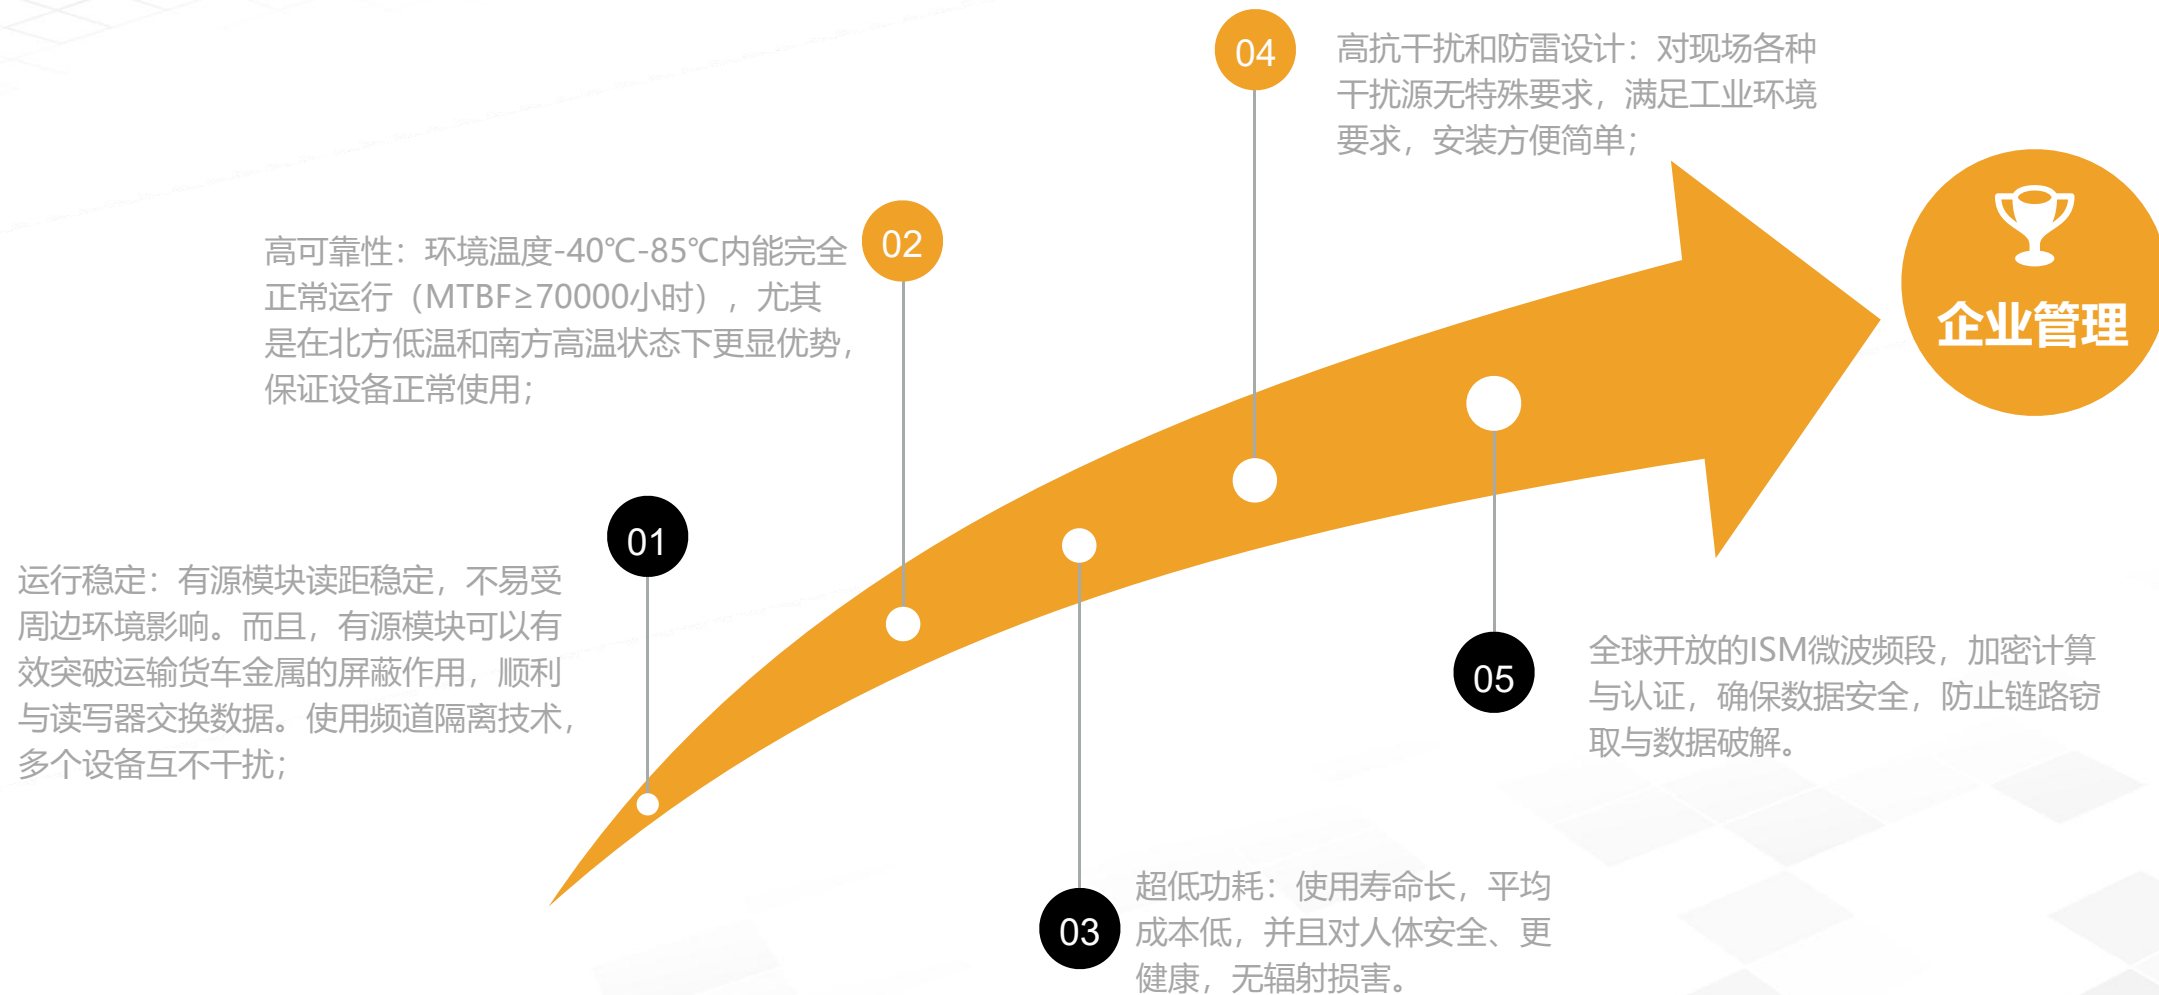 01
运行稳定：有源模块读距稳定，不易受
周边环境影响。而且，有源模块可以有
效突破运输货车金属的屏蔽作用，顺利
与读写器交换数据。使用频道隔离技术，
多个设备互不干扰；
02
高可靠性：环境温度-40℃-85℃内能完全
正常运行（MTBF≥70000小时），尤其
是在北方低温和南方高温状态下更显优势，
保证设备正常使用；
03
超低功耗：使用寿命长，平均
成本低，并且对人体安全、更
健康，无辐射损害。
04
高抗干扰和防雷设计：对现场各种
干扰源无特殊要求，满足工业环境
要求，安装方便简单；
05
全球开放的ISM微波频段，加密计算
与认证，确保数据安全，防止链路窃
取与数据破解。
企业管理